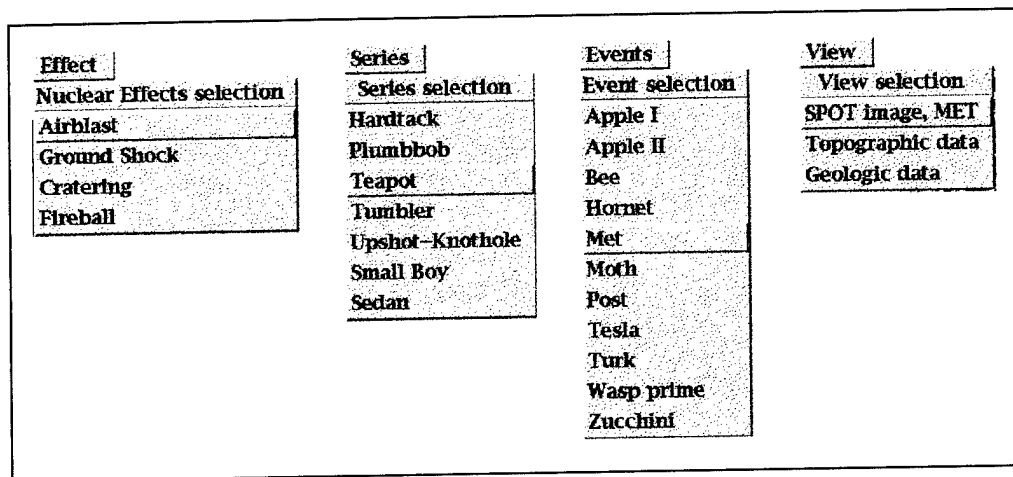 Effect
Nuclear Effects selection
Airblast
Ground Shock
Cratering
Fireball
Series
Series selection
Hardtack
Plumbbob
Teapot
Tumbler
Upshot-Knothole
Small Boy
Sedan
Events
Event selection
Apple I
Apple II
Bee
Hornet
Met
Moth
Post
Tesla
Turk
Wasp prime
Zucchini
View
View selection
SPOT image, MET
Topographic data
Geologic data